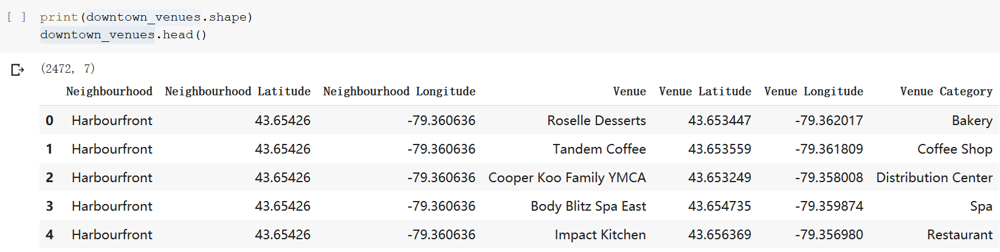 [ ] print(downtown_venues.shape)
downtown_venues.head()
(2472, 7)
Neighbourhood Neighbourhood Latitude Neighbourhood Longitude Venue Venue Latitude Venue Longitude Venue Category
0 Harbourfront 43.65426 -79.360636 Roselle Desserts 43.653447 -79.362017 Bakery
1 Harbourfront 43.65426 -79.360636 Tandem Coffee 43.653559 -79.361809 Coffee Shop
2 Harbourfront 43.65426 -79.360636 Cooper Koo Family YMCA 43.653249 -79.358008 Distribution Center
3 Harbourfront 43.65426 -79.360636 Body Blitz Spa East 43.654735 -79.359874 Spa
4 Harbourfront 43.65426 -79.360636 Impact Kitchen 43.656369 -79.356980 Restaurant